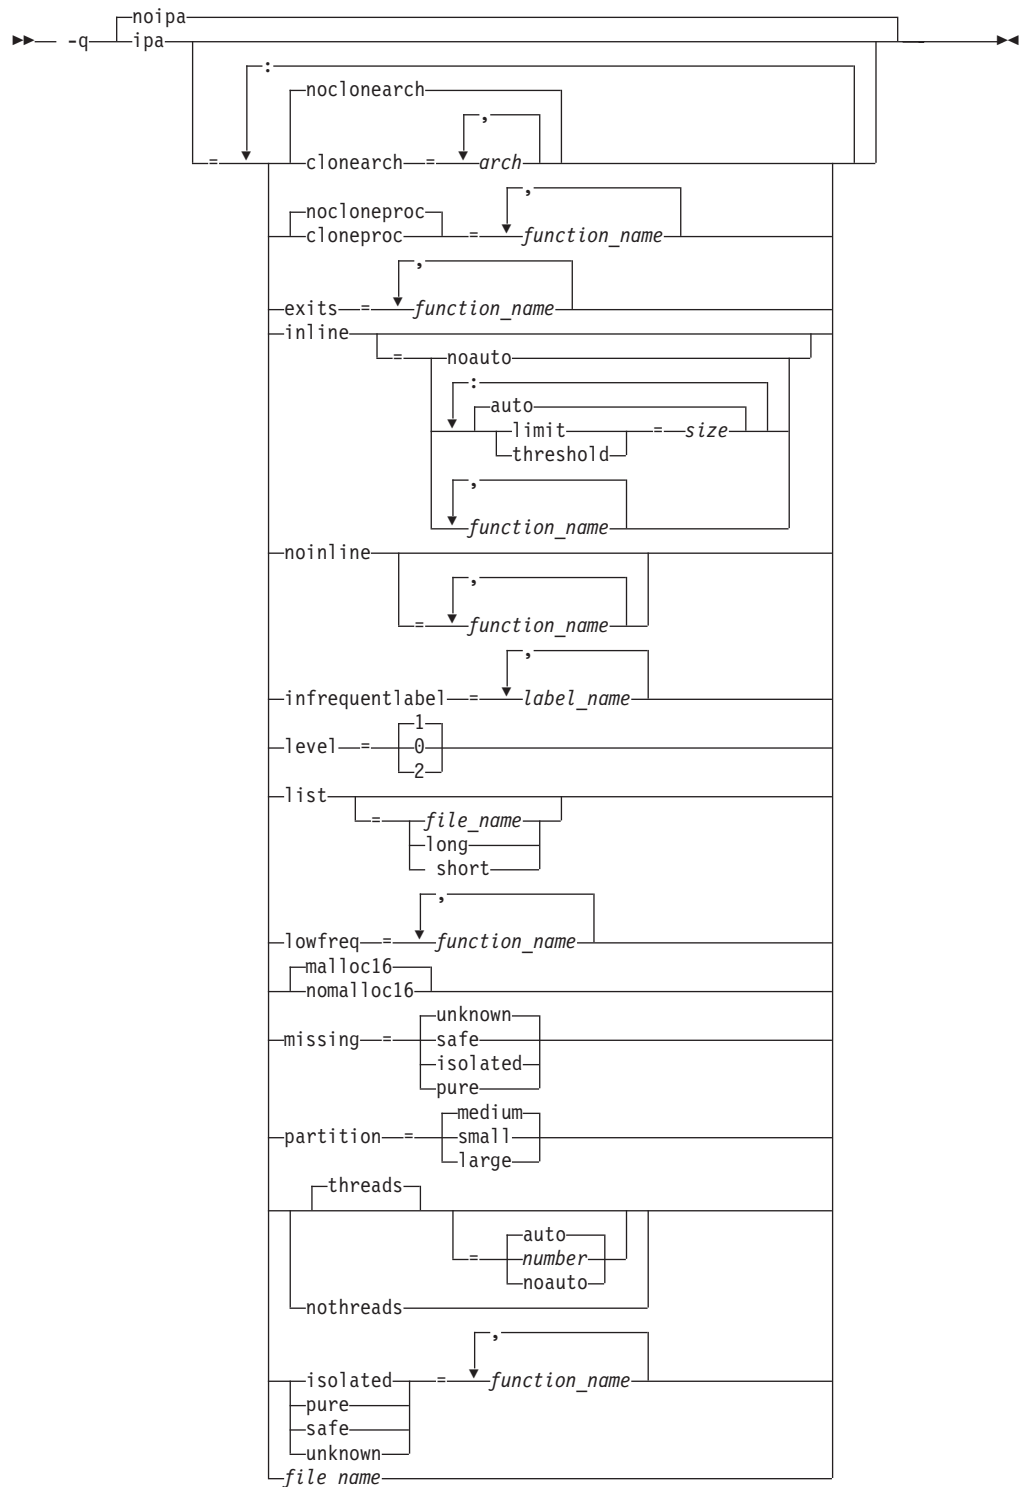 noipa
-q ipa
:
noclonearch
,
= clonearch = arch
,
nocloneproc
cloneproc = function_name
,
exits = function_name
inline
= noauto
:
auto
limit = size
threshold
,
function_name
noinline
,
= function_name
,
infrequentlabel = label_name
1
level = 0
2
list
= file_name
long
short
,
lowfreq = function_name
malloc16
nomalloc16
unknown
missing = safe
isolated
pure
medium
partition = small
large
threads
auto
= number
noauto
nothreads
,
isolated = function_name
pure
safe
unknown
file_name